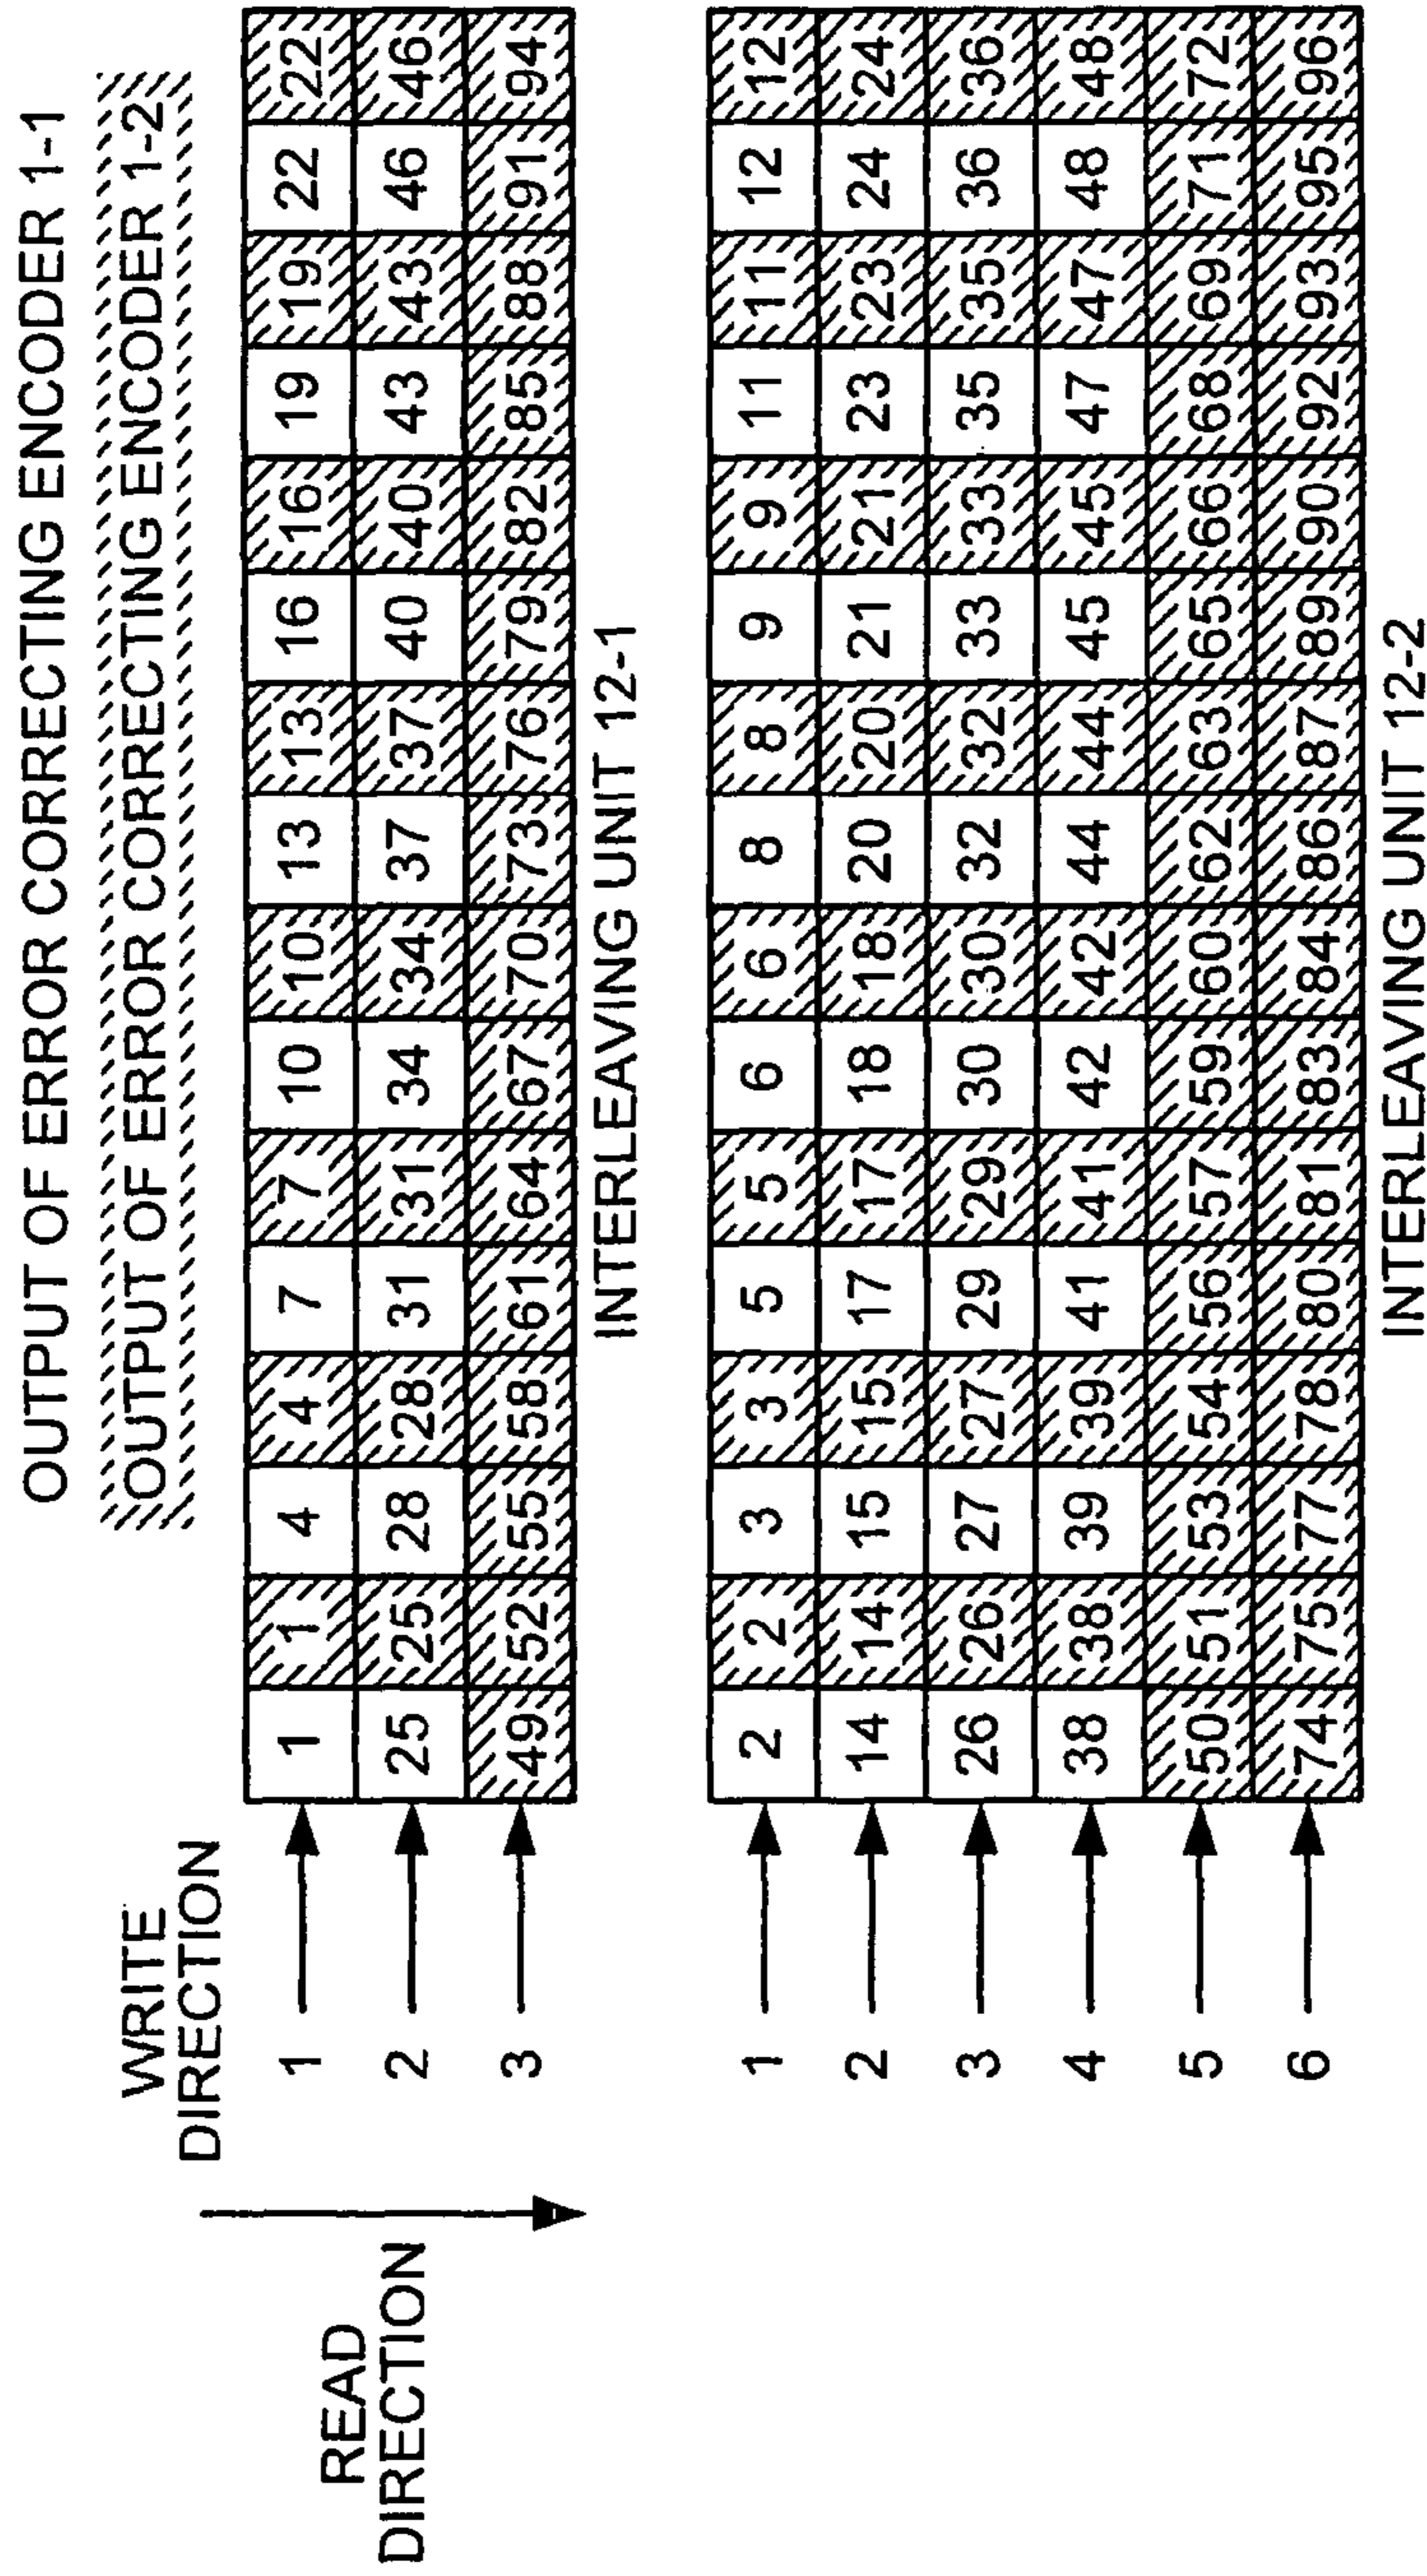 OUTPUT OF ERROR CORRECTING ENCODER 1-1
OUTPUT OF ERROR CORRECTING ENCODER 1-2
WRITE
DIRECTION
READ
DIRECTION
1 1 1 4 4 7 7 10 10 13 13 16 16 19 19 22 22
2 25 25 28 28 31 31 34 34 37 37 40 40 43 43 46 46
3 49 52 55 58 61 64 67 70 73 76 79 82 85 88 91 94
INTERLEAVING UNIT 12-1
1 2 2 3 3 5 5 6 6 8 8 9 9 11 11 12 12
2 14 14 15 15 17 17 18 18 20 20 21 21 23 23 24 24
3 26 26 27 27 29 29 30 30 32 32 33 33 35 35 36 36
4 38 38 39 39 41 41 42 42 44 44 45 45 47 47 48 48
5 50 51 53 54 56 57 59 60 62 63 65 66 68 69 71 72
6 74 75 77 78 80 81 83 84 86 87 89 90 92 93 95 96
INTERLEAVING UNIT 12-2